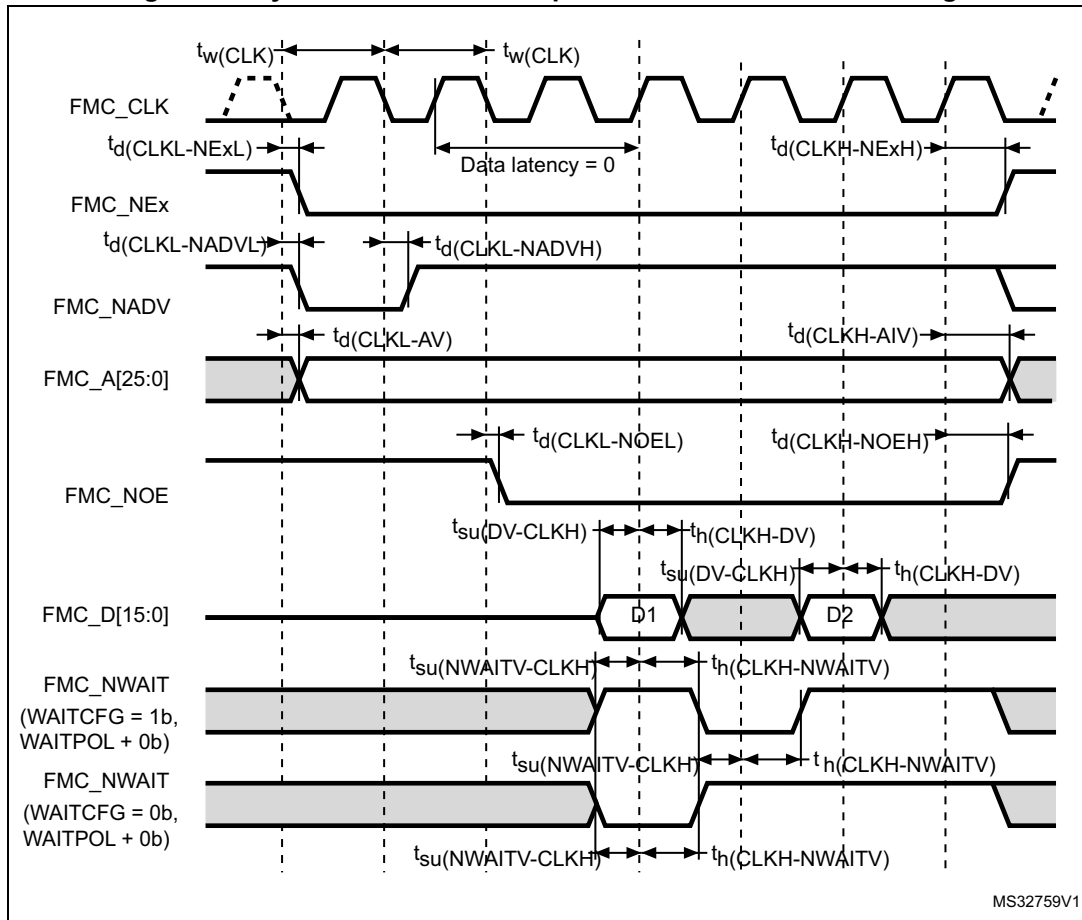 tw(CLK)
tw(CLK)
FMC_CLK
td(CLKL-NExL)
Data latency = 0
td(CLKH-NExH)
FMC_NEx
td(CLKL-NADVL)
td(CLKL-NADVH)
FMC_NADV
td(CLKL-AV)
td(CLKH-AIV)
FMC_A[25:0]
td(CLKL-NOEL)
td(CLKH-NOEH)
FMC_NOE
tsu(DV-CLKH)
th(CLKH-DV)
tsu(DV-CLKH)
th(CLKH-DV)
FMC_D[15:0]
D1
D2
tsu(NWAITV-CLKH)
th(CLKH-NWAITV)
FMC_NWAIT
(WAITCFG = 1b,
WAITPOL + 0b)
tsu(NWAITV-CLKH)
th(CLKH-NWAITV)
FMC_NWAIT
(WAITCFG = 0b,
WAITPOL + 0b)
tsu(NWAITV-CLKH)
th(CLKH-NWAITV)
MS32759V1